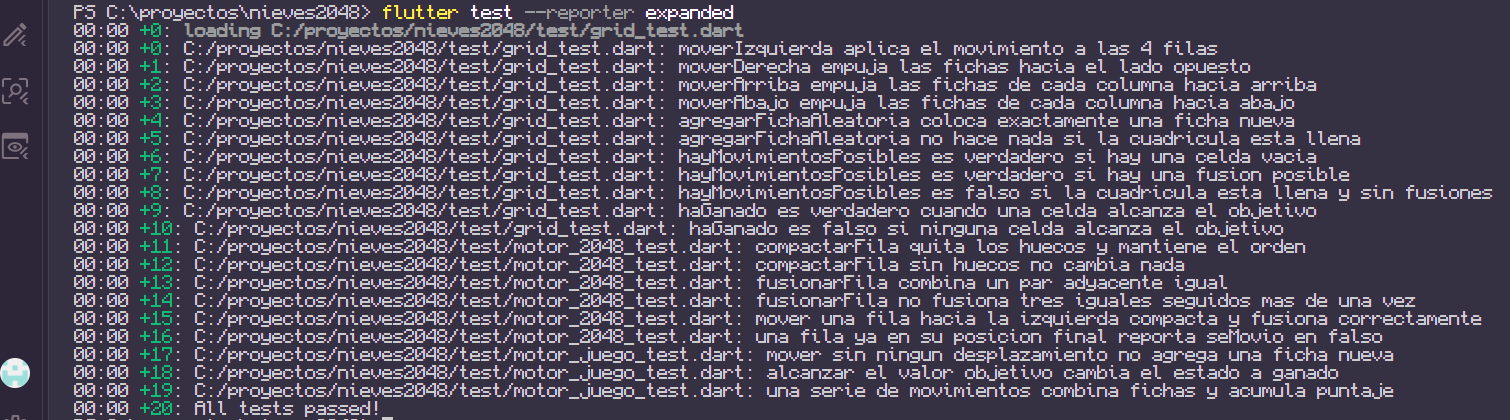 PS C:\proyectos\nieves2048> flutter test --reporter expanded
00:00 +0: loading C:/proyectos/nieves2048/test/grid_test.dart
00:00 +0: C:/proyectos/nieves2048/test/grid_test.dart: moverIzquierda aplica el movimiento a las 4 filas
00:00 +1: C:/proyectos/nieves2048/test/grid_test.dart: moverDerecha empuja las fichas hacia el lado opuesto
00:00 +2: C:/proyectos/nieves2048/test/grid_test.dart: moverArriba empuja las fichas de cada columna hacia arriba
00:00 +3: C:/proyectos/nieves2048/test/grid_test.dart: moverAbajo empuja las fichas de cada columna hacia abajo
00:00 +4: C:/proyectos/nieves2048/test/grid_test.dart: agregarFichaAleatoria coloca exactamente una ficha nueva
00:00 +5: C:/proyectos/nieves2048/test/grid_test.dart: agregarFichaAleatoria no hace nada si la cuadricula esta llena
00:00 +6: C:/proyectos/nieves2048/test/grid_test.dart: hayMovimientosPosibles es verdadero si hay una celda vacia
00:00 +7: C:/proyectos/nieves2048/test/grid_test.dart: hayMovimientosPosibles es verdadero si hay una fusion posible
00:00 +8: C:/proyectos/nieves2048/test/grid_test.dart: hayMovimientosPosibles es falso si la cuadricula esta llena y sin fusiones
00:00 +9: C:/proyectos/nieves2048/test/grid_test.dart: haGanado es verdadero cuando una celda alcanza el objetivo
00:00 +10: C:/proyectos/nieves2048/test/grid_test.dart: haGanado es falso si ninguna celda alcanza el objetivo
00:00 +11: C:/proyectos/nieves2048/test/motor_2048_test.dart: compactarFila quita los huecos y mantiene el orden
00:00 +12: C:/proyectos/nieves2048/test/motor_2048_test.dart: compactarFila sin huecos no cambia nada
00:00 +13: C:/proyectos/nieves2048/test/motor_2048_test.dart: fusionarFila combina un par adyacente igual
00:00 +14: C:/proyectos/nieves2048/test/motor_2048_test.dart: fusionarFila no fusiona tres iguales seguidos mas de una vez
00:00 +15: C:/proyectos/nieves2048/test/motor_2048_test.dart: mover una fila hacia la izquierda compacta y fusiona correctamente
00:00 +16: C:/proyectos/nieves2048/test/motor_2048_test.dart: una fila ya en su posicion final reporta seMovio en falso
00:00 +17: C:/proyectos/nieves2048/test/motor_juego_test.dart: mover sin ningun desplazamiento no agrega una ficha nueva
00:00 +18: C:/proyectos/nieves2048/test/motor_juego_test.dart: alcanzar el valor objetivo cambia el estado a ganado
00:00 +19: C:/proyectos/nieves2048/test/motor_juego_test.dart: una serie de movimientos combina fichas y acumula puntaje
00:00 +20: All tests passed!